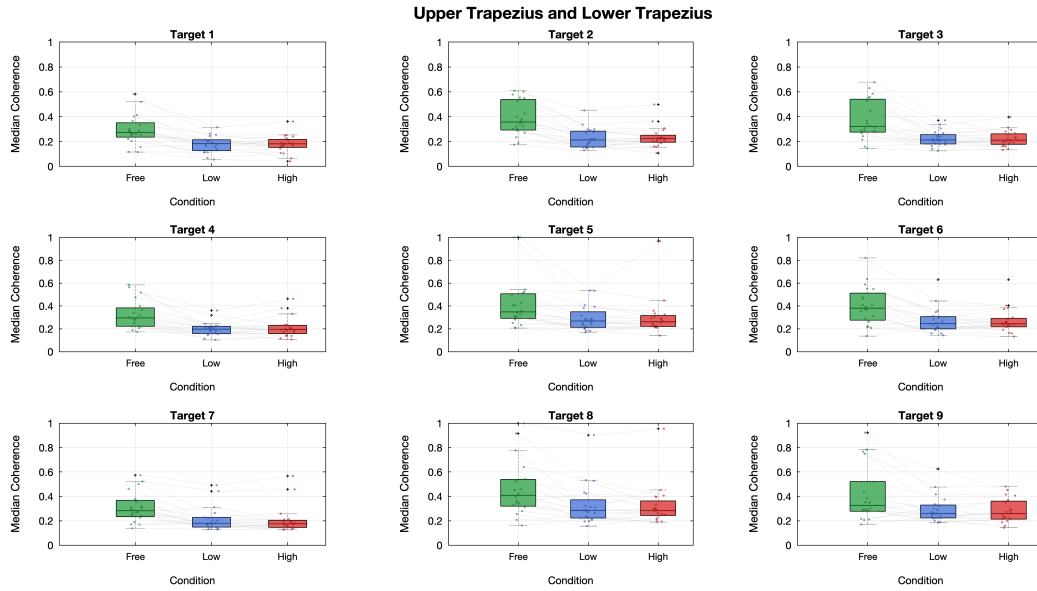 Upper Trapezius and Lower Trapezius
Target 1
Median Coherence
1
0.8
0.6
0.4
0.2
0
Free Low High
Condition
Target 2
Median Coherence
1
0.8
0.6
0.4
0.2
0
Free Low High
Condition
Target 3
Median Coherence
1
0.8
0.6
0.4
0.2
0
Free Low High
Condition
Target 4
Median Coherence
1
0.8
0.6
0.4
0.2
0
Free Low High
Condition
Target 5
Median Coherence
1
0.8
0.6
0.4
0.2
0
Free Low High
Condition
Target 6
Median Coherence
1
0.8
0.6
0.4
0.2
0
Free Low High
Condition
Target 7
Median Coherence
1
0.8
0.6
0.4
0.2
0
Free Low High
Condition
Target 8
Median Coherence
1
0.8
0.6
0.4
0.2
0
Free Low High
Condition
Target 9
Median Coherence
1
0.8
0.6
0.4
0.2
0
Free Low High
Condition